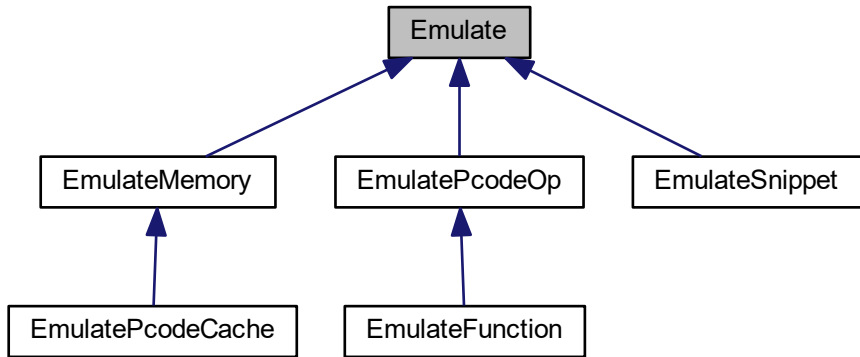 Emulate
EmulateMemory
EmulatePcodeOp
EmulateSnippet
EmulatePcodeCache
EmulateFunction